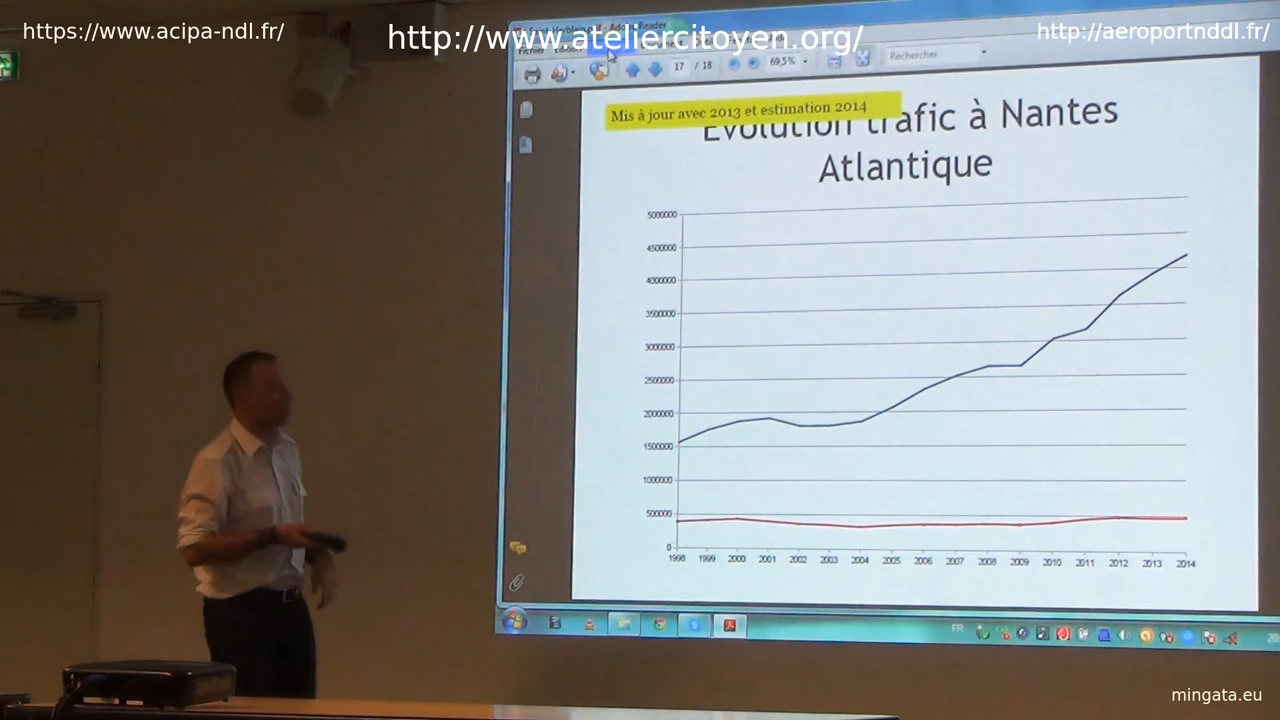 https://www.acipa-ndl.fr/
http://www.ateliercitoyen.org/
http://aeroportnddl.fr/
Reader
Fichier
17 / 18
69,5%
Rechercher
Mis à jour avec 2013 et estimation 2014
Evolution trafic à Nantes
Atlantique
5000000
4500000
4000000
3500000
3000000
2500000
2000000
1500000
1000000
500000
0
1998 1999 2000 2001 2002 2003 2004 2005 2006 2007 2008 2009 2010 2011 2012 2013 2014
FR
mingata.eu